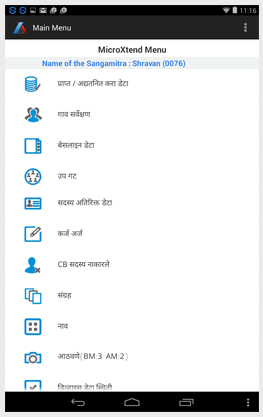 11:16
Main Menu
MicroXtend Menu
Name of the Sangamitra : Shravan (0076)
प्राप्त / अद्यतनित करा डेटा
गाव सर्वेक्षण
बेसलाइन डेटा
उप गट
सदस्य अतिरिक्त डेटा
कर्ज अर्ज
CB सदस्य नाकारले
संग्रह
नाव
आठवणे(BM:3 AM:2)
डेटा स्थिती